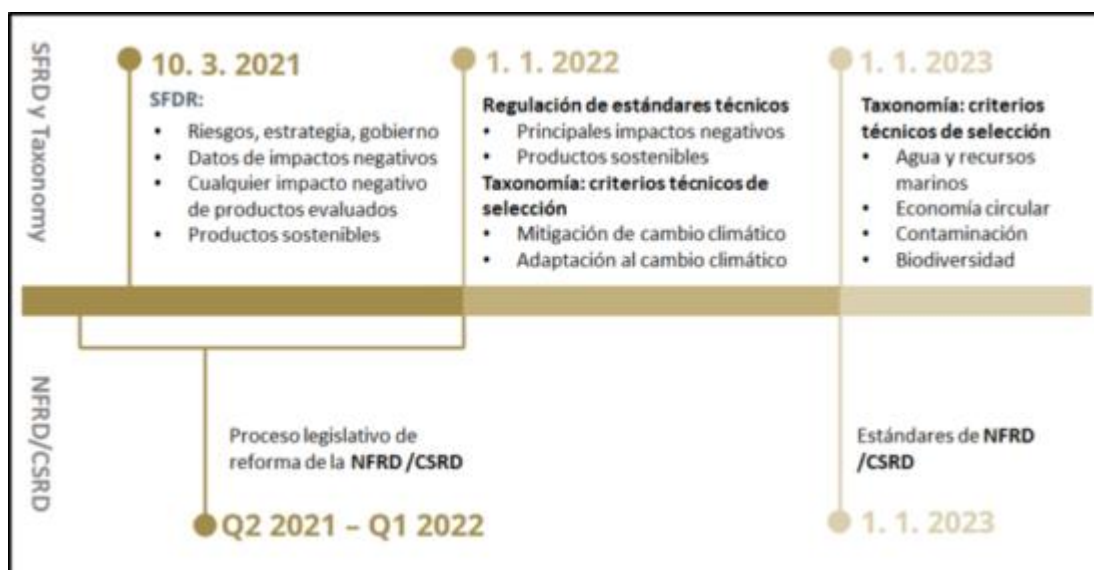 SFRD y Taxonomy
10. 3. 2021
SFDR:
• Riesgos, estrategia, gobierno
• Datos de impactos negativos
• Cualquier impacto negativo
de productos evaluados
• Productos sostenibles
1. 1. 2022
Regulación de estándares técnicos
• Principales impactos negativos
• Productos sostenibles
Taxonomía: criterios técnicos de
selección
• Mitigación de cambio climático
• Adaptación al cambio climático
1. 1. 2023
Taxonomía: criterios
técnicos de selección
• Agua y recursos
marinos
• Economía circular
• Contaminación
• Biodiversidad
NFRD/CSRD
Proceso legislativo de
reforma de la NFRD /CSRD
Q2 2021 – Q1 2022
Estándares de NFRD
/CSRD
1. 1. 2023